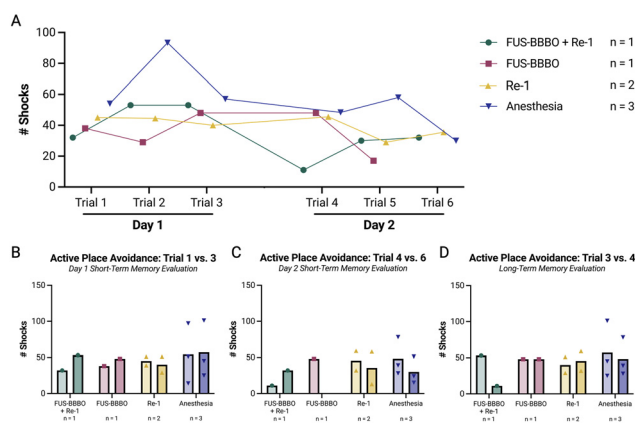 A
100
80
60
40
20
0
# Shocks
Trial 1
Trial 2
Trial 3
Trial 4
Trial 5
Trial 6
Day 1
Day 2
FUS-BBBO + Re-1 n = 1
FUS-BBBO n = 1
Re-1 n = 2
Anesthesia n = 3
B
Active Place Avoidance: Trial 1 vs. 3
Day 1 Short-Term Memory Evaluation
150
100
50
0
# Shocks
FUS-BBBO FUS-BBBO Re-1 Anesthesia
+ Re-1
n = 1 n = 1 n = 2 n = 3
C
Active Place Avoidance: Trial 4 vs. 6
Day 2 Short-Term Memory Evaluation
150
100
50
0
# Shocks
FUS-BBBO FUS-BBBO Re-1 Anesthesia
+ Re-1
n = 1 n = 1 n = 2 n = 3
D
Active Place Avoidance: Trial 3 vs. 4
Long-Term Memory Evaluation
150
100
50
0
# Shocks
FUS-BBBO FUS-BBBO Re-1 Anesthesia
+ Re-1
n = 1 n = 1 n = 2 n = 3